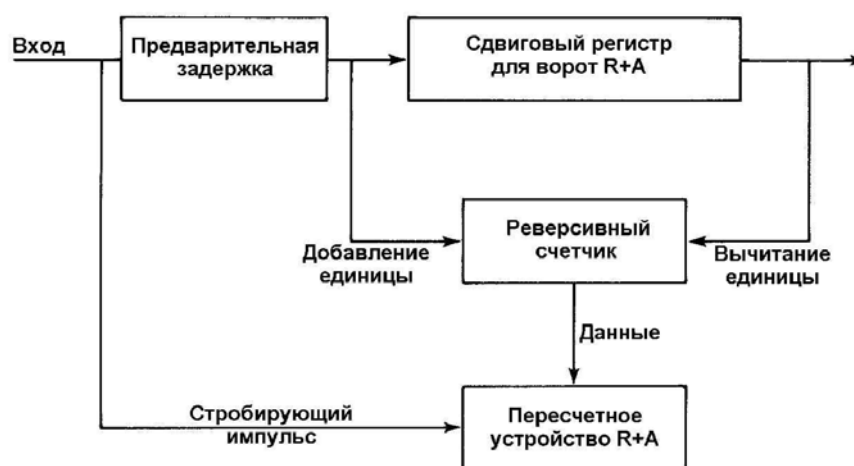 Вход
Предварительная
задержка
Сдвиговый регистр
для ворот R+A
Добавление
единицы
Реверсивный
счетчик
Вычитание
единицы
Данные
Стробирующий
импульс
Пересчетное
устройство R+A